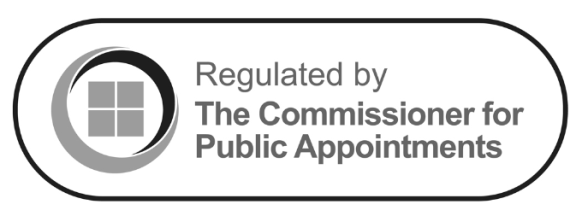 Regulated by
The Commissioner for
Public Appointments